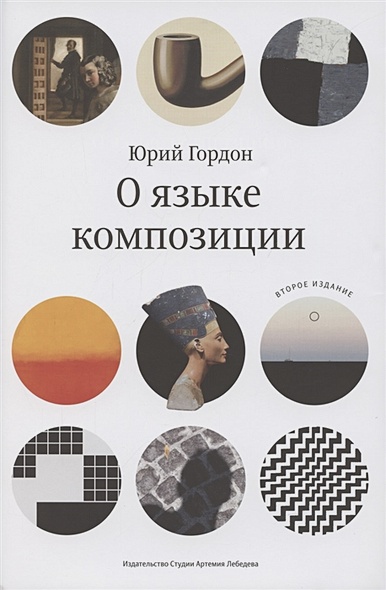 Юрий Гордон
О языке
композиции
ВТОРОЕ ИЗДАНИЕ
Издательство Студии Артемия Лебедева